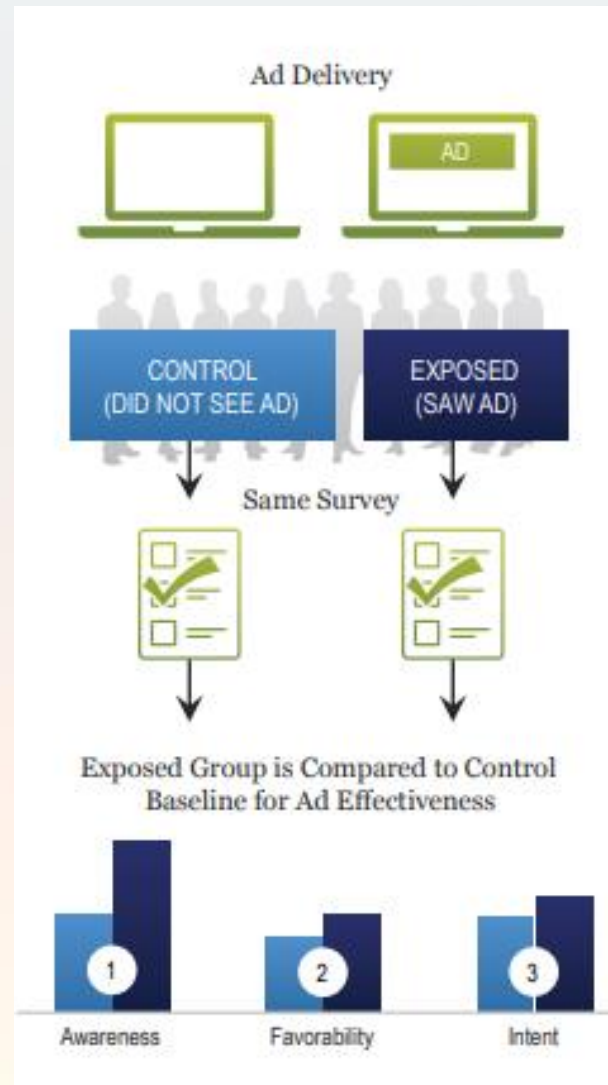 Ad Delivery
AD
CONTROL
(DID NOT SEE AD)
EXPOSED
(SAW AD)
Same Survey
Exposed Group is Compared to Control
Baseline for Ad Effectiveness
1
2
3
Awareness
Favorability
Intent